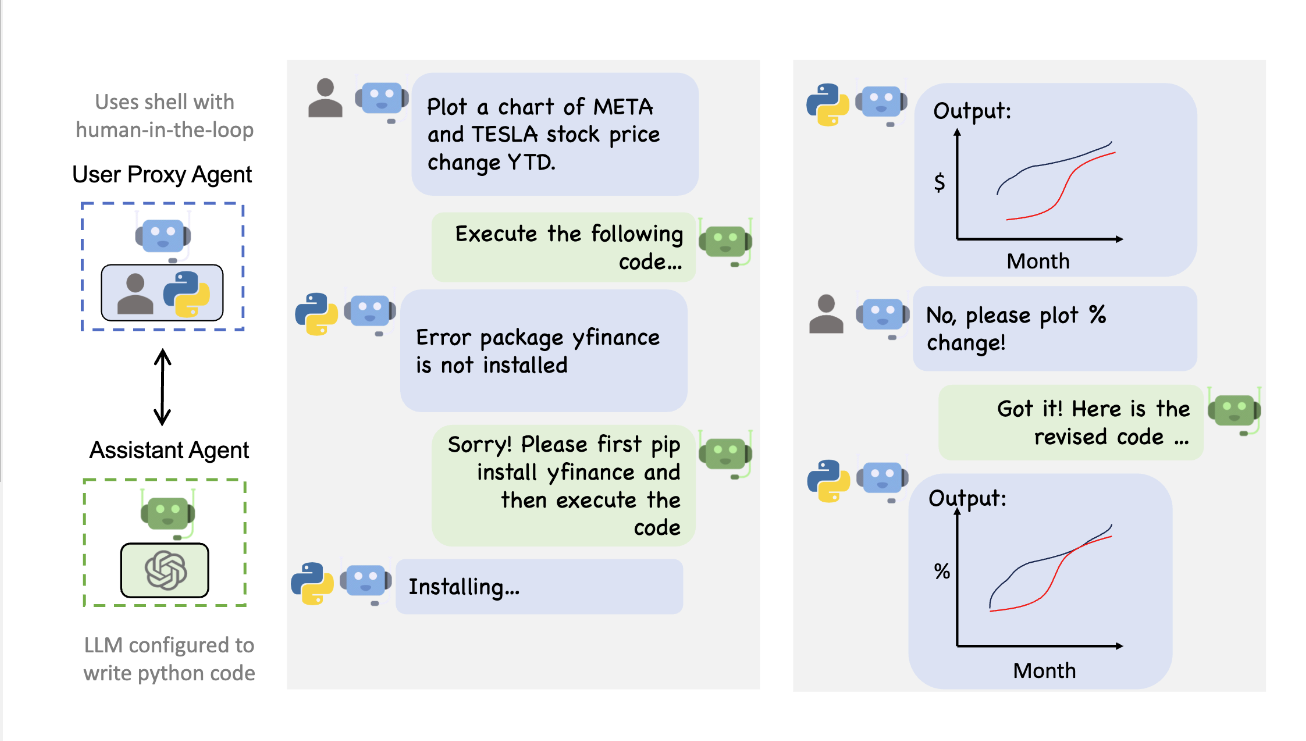 Uses shell with
human-in-the-loop
User Proxy Agent
Assistant Agent
LLM configured to
write python code
Plot a chart of META
and TESLA stock price
change YTD.
Execute the following
code...
Error package yfinance
is not installed
Sorry! Please first pip
install yfinance and
then execute the
code
Installing...
Output:
$
Month
No, please plot %
change!
Got it! Here is the
revised code ...
Output:
%
Month